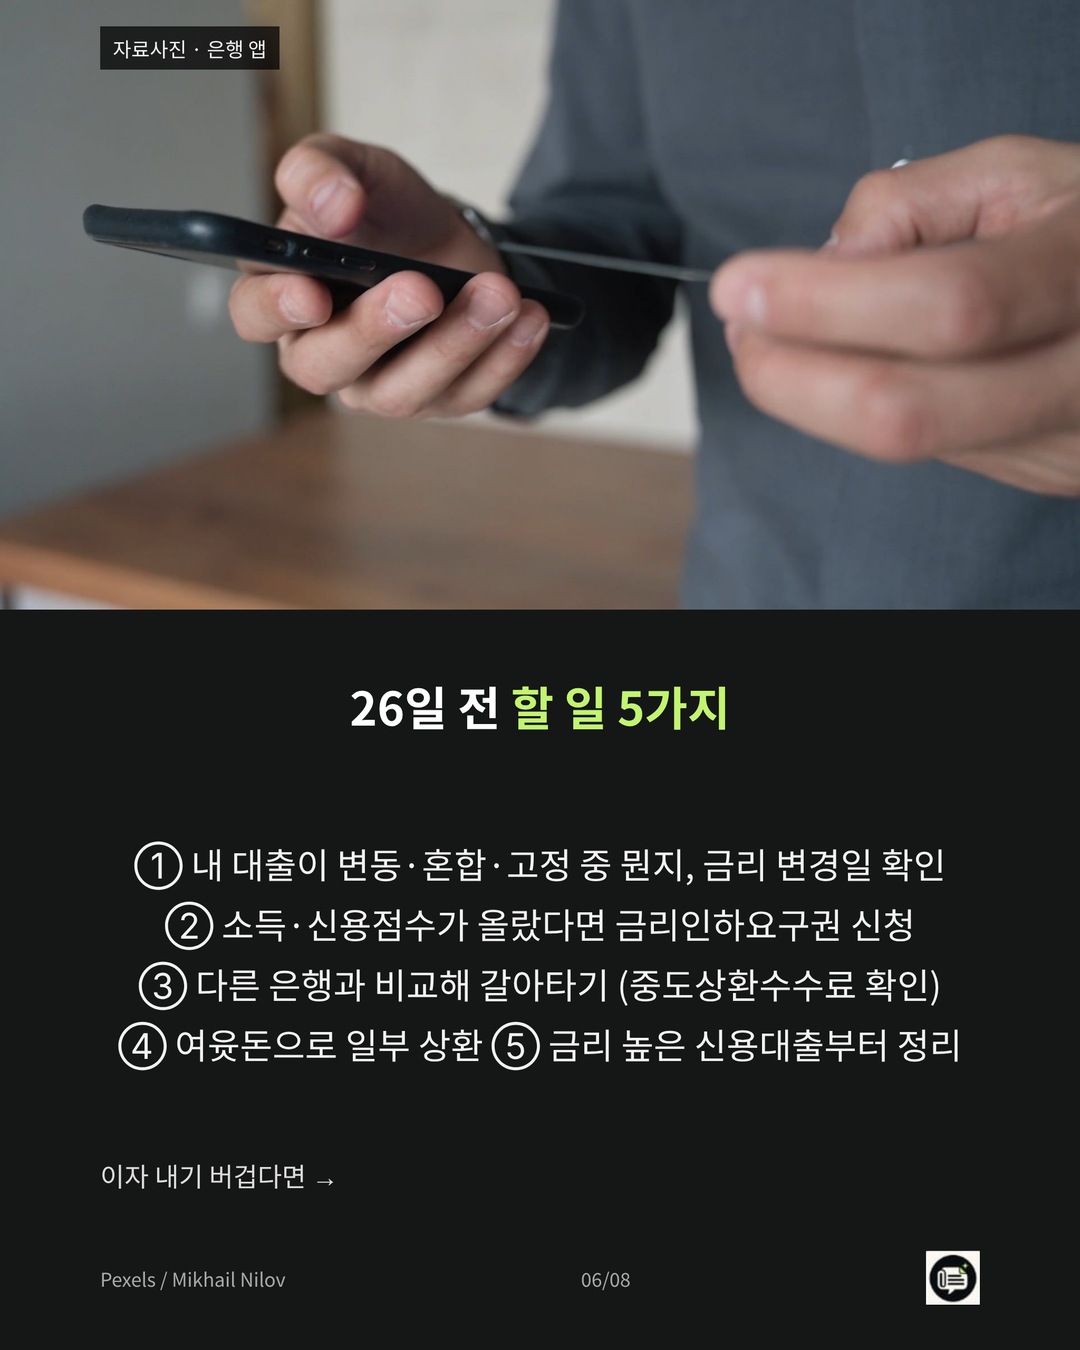 자료사진 · 은행 앱
26일 전 할 일 5가지
① 내 대출이 변동·혼합·고정 중 뭔지, 금리 변경일 확인
② 소득·신용점수가 올랐다면 금리인하요구권 신청
③ 다른 은행과 비교해 갈아타기 (중도상환수수료 확인)
④ 여윳돈으로 일부 상환 ⑤ 금리 높은 신용대출부터 정리
이자 내기 버겁다면 →
Pexels / Mikhail Nilov
06/08